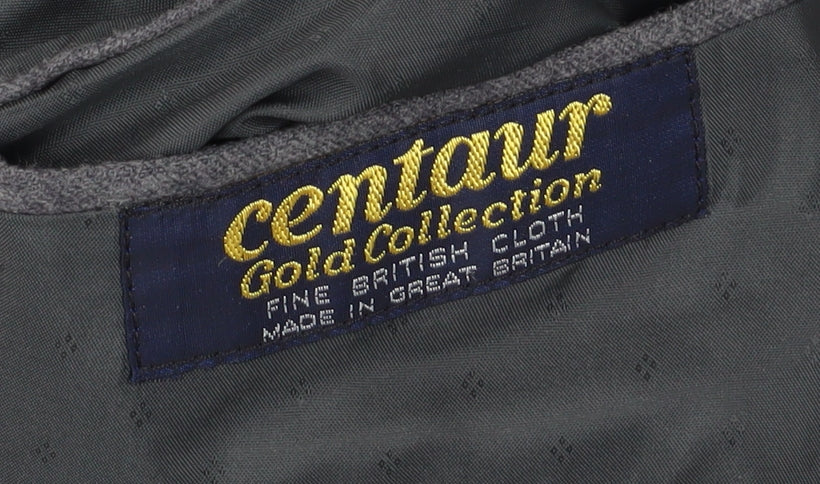 centaur
Gold Collection
FINE BRITISH CLOTH
MADE IN GREAT BRITAIN